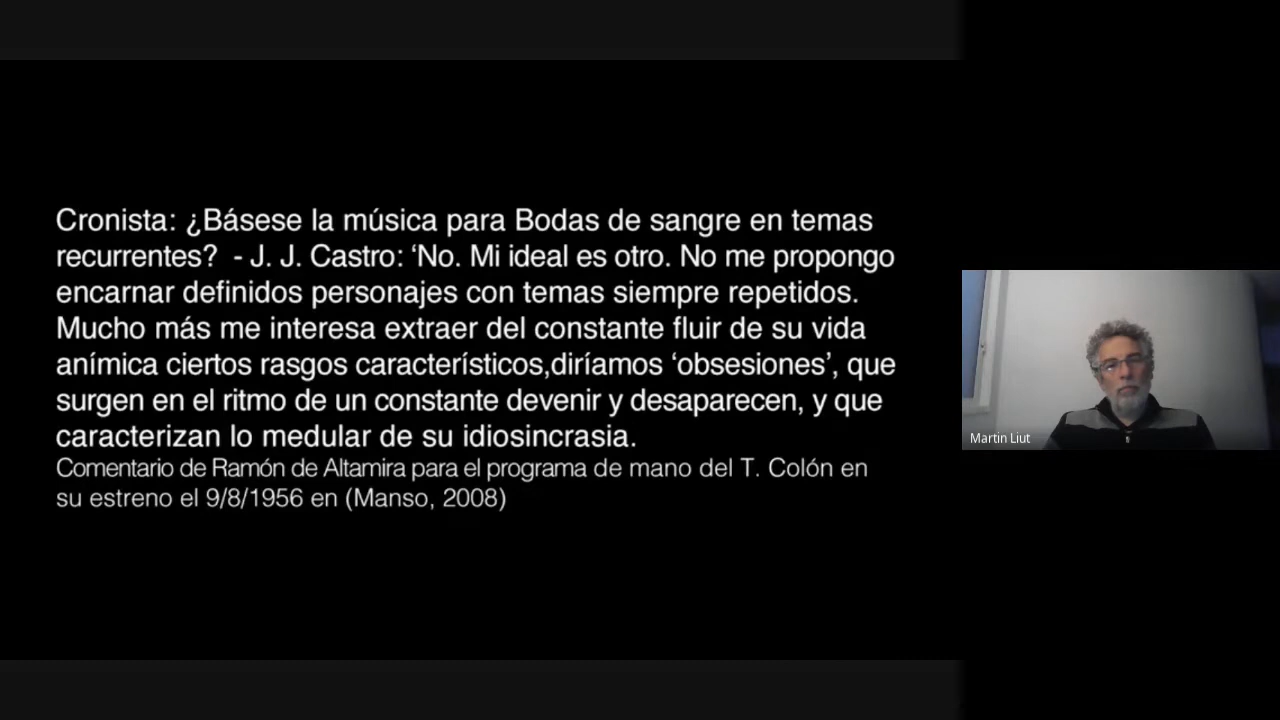 Cronista: ¿Básese la música para Bodas de sangre en temas
recurrentes?  - J. J. Castro: ‘No. Mi ideal es otro. No me propongo
encarnar definidos personajes con temas siempre repetidos.
Mucho más me interesa extraer del constante fluir de su vida
anímica ciertos rasgos característicos,diríamos ‘obsesiones’, que
surgen en el ritmo de un constante devenir y desaparecen, y que
caracterizan lo medular de su idiosincrasia.
Comentario de Ramón de Altamira para el programa de mano del T. Colón en
su estreno el 9/8/1956 en (Manso, 2008)
Martin Liut